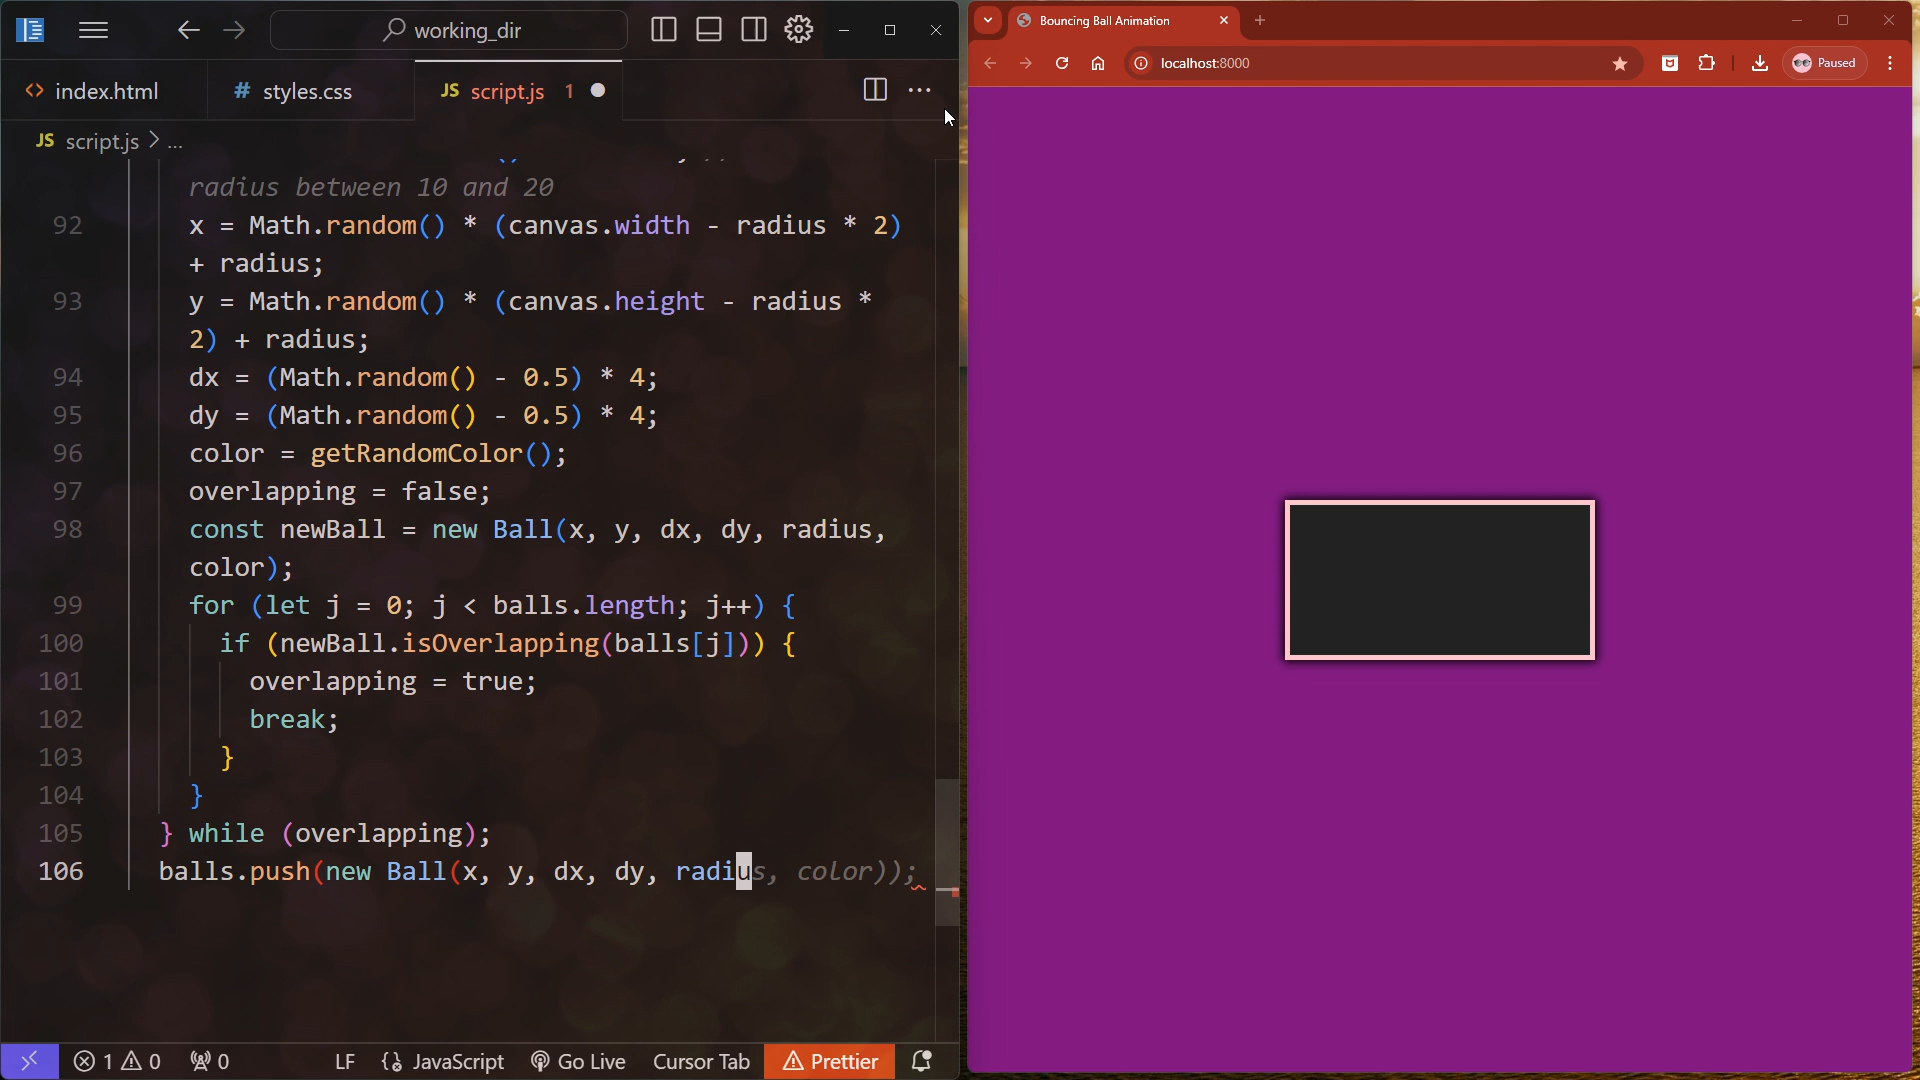 working_dir
index.html
# styles.css
JS script.js 1
JS script.js > ...
radius between 10 and 20
92 x = Math.random() * (canvas.width - radius * 2)
+ radius;
93 y = Math.random() * (canvas.height - radius *
2) + radius;
94 dx = (Math.random() - 0.5) * 4;
95 dy = (Math.random() - 0.5) * 4;
96 color = getRandomColor();
97 overlapping = false;
98 const newBall = new Ball(x, y, dx, dy, radius,
color);
99 for (let j = 0; j < balls.length; j++) {
100 if (newBall.isOverlapping(balls[j])) {
101 overlapping = true;
102 break;
103 }
104 }
105 } while (overlapping);
106 balls.push(new Ball(x, y, dx, dy, radius, color));
1 0 0 LF {} JavaScript Go Live Cursor Tab Prettier
Bouncing Ball Animation
localhost:8000
Paused